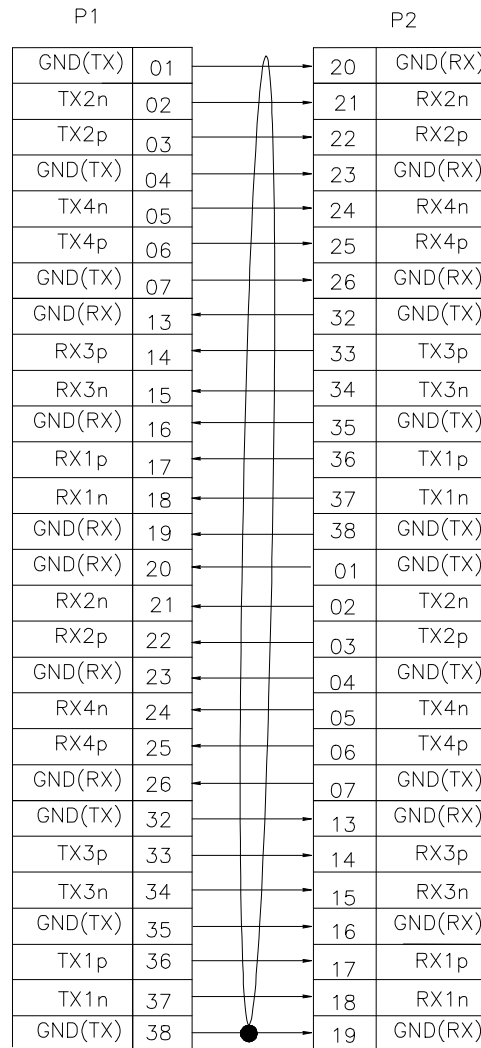 P1 P2
GND(TX) 01 20 GND(RX)
TX2n 02 21 RX2n
TX2p 03 22 RX2p
GND(TX) 04 23 GND(RX)
TX4n 05 24 RX4n
TX4p 06 25 RX4p
GND(TX) 07 26 GND(RX)
GND(RX) 13 32 GND(TX)
RX3p 14 33 TX3p
RX3n 15 34 TX3n
GND(RX) 16 35 GND(TX)
RX1p 17 36 TX1p
RX1n 18 37 TX1n
GND(RX) 19 38 GND(TX)
GND(RX) 20 01 GND(TX)
RX2n 21 02 TX2n
RX2p 22 03 TX2p
GND(RX) 23 04 GND(TX)
RX4n 24 05 TX4n
RX4p 25 06 TX4p
GND(RX) 26 07 GND(TX)
GND(TX) 32 13 GND(RX)
TX3p 33 14 RX3p
TX3n 34 15 RX3n
GND(TX) 35 16 GND(RX)
TX1p 36 17 RX1p
TX1n 37 18 RX1n
GND(TX) 38 19 GND(RX)